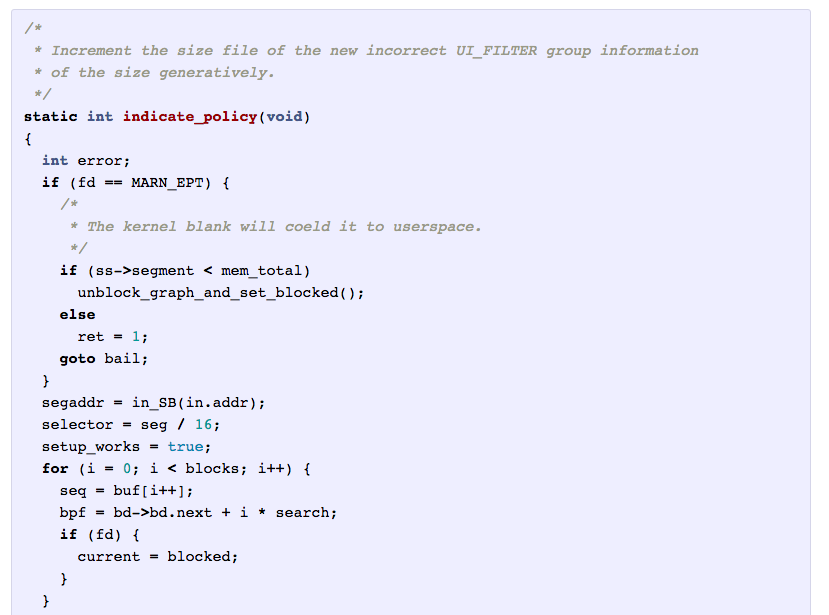 /*
 * Increment the size file of the new incorrect UI_FILTER group information
 * of the size generatively.
 */
static int indicate_policy(void)
{
  int error;
  if (fd == MARN_EPT) {
    /*
     * The kernel blank will coeld it to userspace.
     */
    if (ss->segment < mem_total)
      unblock_graph_and_set_blocked();
    else
      ret = 1;
    goto bail;
  }
  segaddr = in_SB(in.addr);
  selector = seg / 16;
  setup_works = true;
  for (i = 0; i < blocks; i++) {
    seq = buf[i++];
    bpf = bd->bd.next + i * search;
    if (fd) {
      current = blocked;
    }
  }